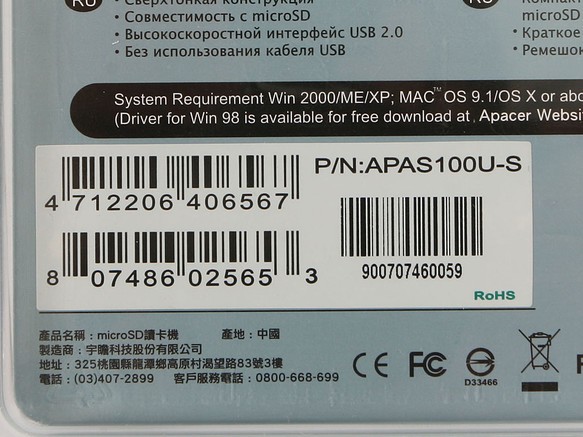 RU
• Сверхтонкая конструкция
• Совместимость с microSD
• Высокоскоростной интерфейс USB 2.0
• Без использования кабеля USB
RU
microSD
• Краткое
• Ремешок
System Requirement Win 2000/ME/XP; MAC™ OS 9.1/OS X or abo
(Driver for Win 98 is available for free download at Apacer Websi
P/N:APAS100U-S
4 712206 406567
8 07486 02565 3
900707460059
RoHS
產品名稱：microSD讀卡機 產地：中國
製造商：宇瞻科技股份有限公司
地址：325桃園縣龍潭鄉高原村渴望路83號3樓
電話：(03)407-2899 客戶服務電話：0800-668-699
CE FC D33466